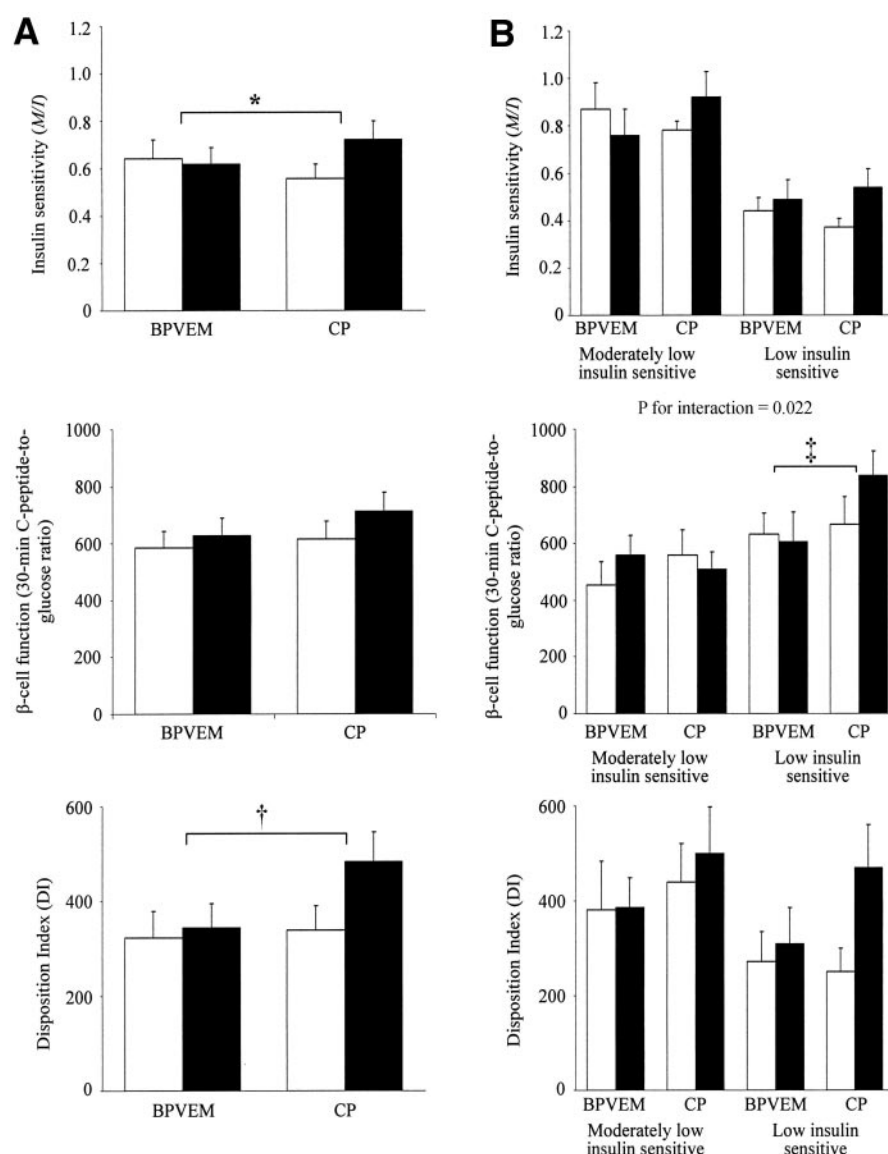 A
1.2
1.0
0.8
0.6
0.4
0.2
0
Insulin sensitivity (M/I)
*
BPVEM CP
1000
800
600
400
200
0
β-cell function (30-min C-peptide-to-
glucose ratio)
BPVEM CP
600
400
200
0
Disposition Index (DI)
†
BPVEM CP
B
1.2
1.0
0.8
0.6
0.4
0.2
0
Insulin sensitivity (M/I)
BPVEM CP BPVEM CP
Moderately low Low insulin
insulin sensitive sensitive
P for interaction = 0.022
1000
800
600
400
200
0
β-cell function (30-min C-peptide-to-
glucose ratio)
‡
BPVEM CP BPVEM CP
Moderately low Low insulin
insulin sensitive sensitive
600
400
200
0
Disposition Index (DI)
BPVEM CP BPVEM CP
Moderately low Low insulin
insulin sensitive sensitive